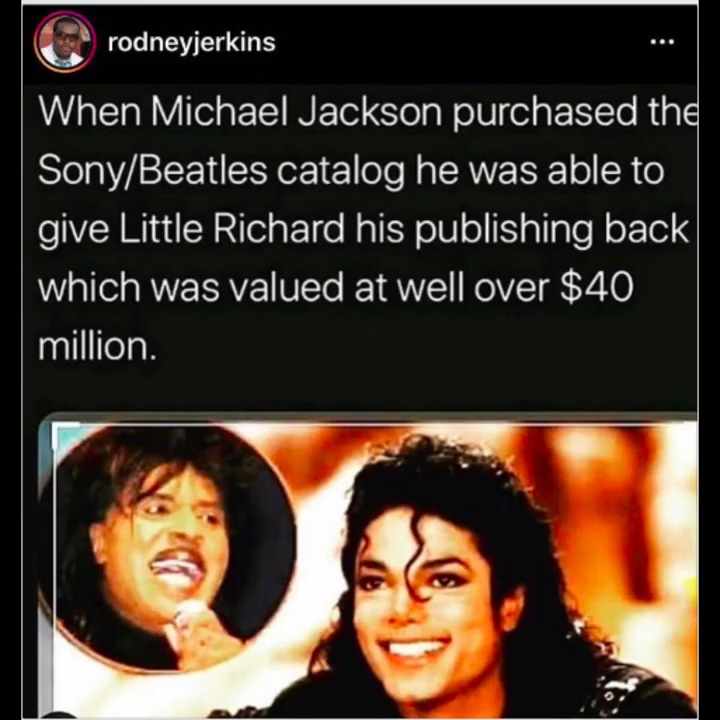 rodneyjerkins
When Michael Jackson purchased the
Sony/Beatles catalog he was able to
give Little Richard his publishing back
which was valued at well over $40
million.